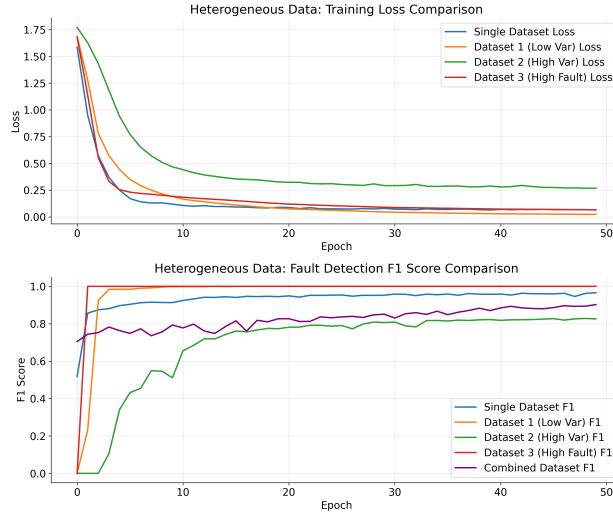 Heterogeneous Data: Training Loss Comparison
1.75
1.50
1.25
1.00
0.75
0.50
0.25
0.00
Loss
Single Dataset Loss
Dataset 1 (Low Var) Loss
Dataset 2 (High Var) Loss
Dataset 3 (High Fault) Loss
0 10 20 30 40 50
Epoch
Heterogeneous Data: Fault Detection F1 Score Comparison
1.0
0.8
0.6
0.4
0.2
0.0
F1 Score
Single Dataset F1
Dataset 1 (Low Var) F1
Dataset 2 (High Var) F1
Dataset 3 (High Fault) F1
Combined Dataset F1
0 10 20 30 40 50
Epoch